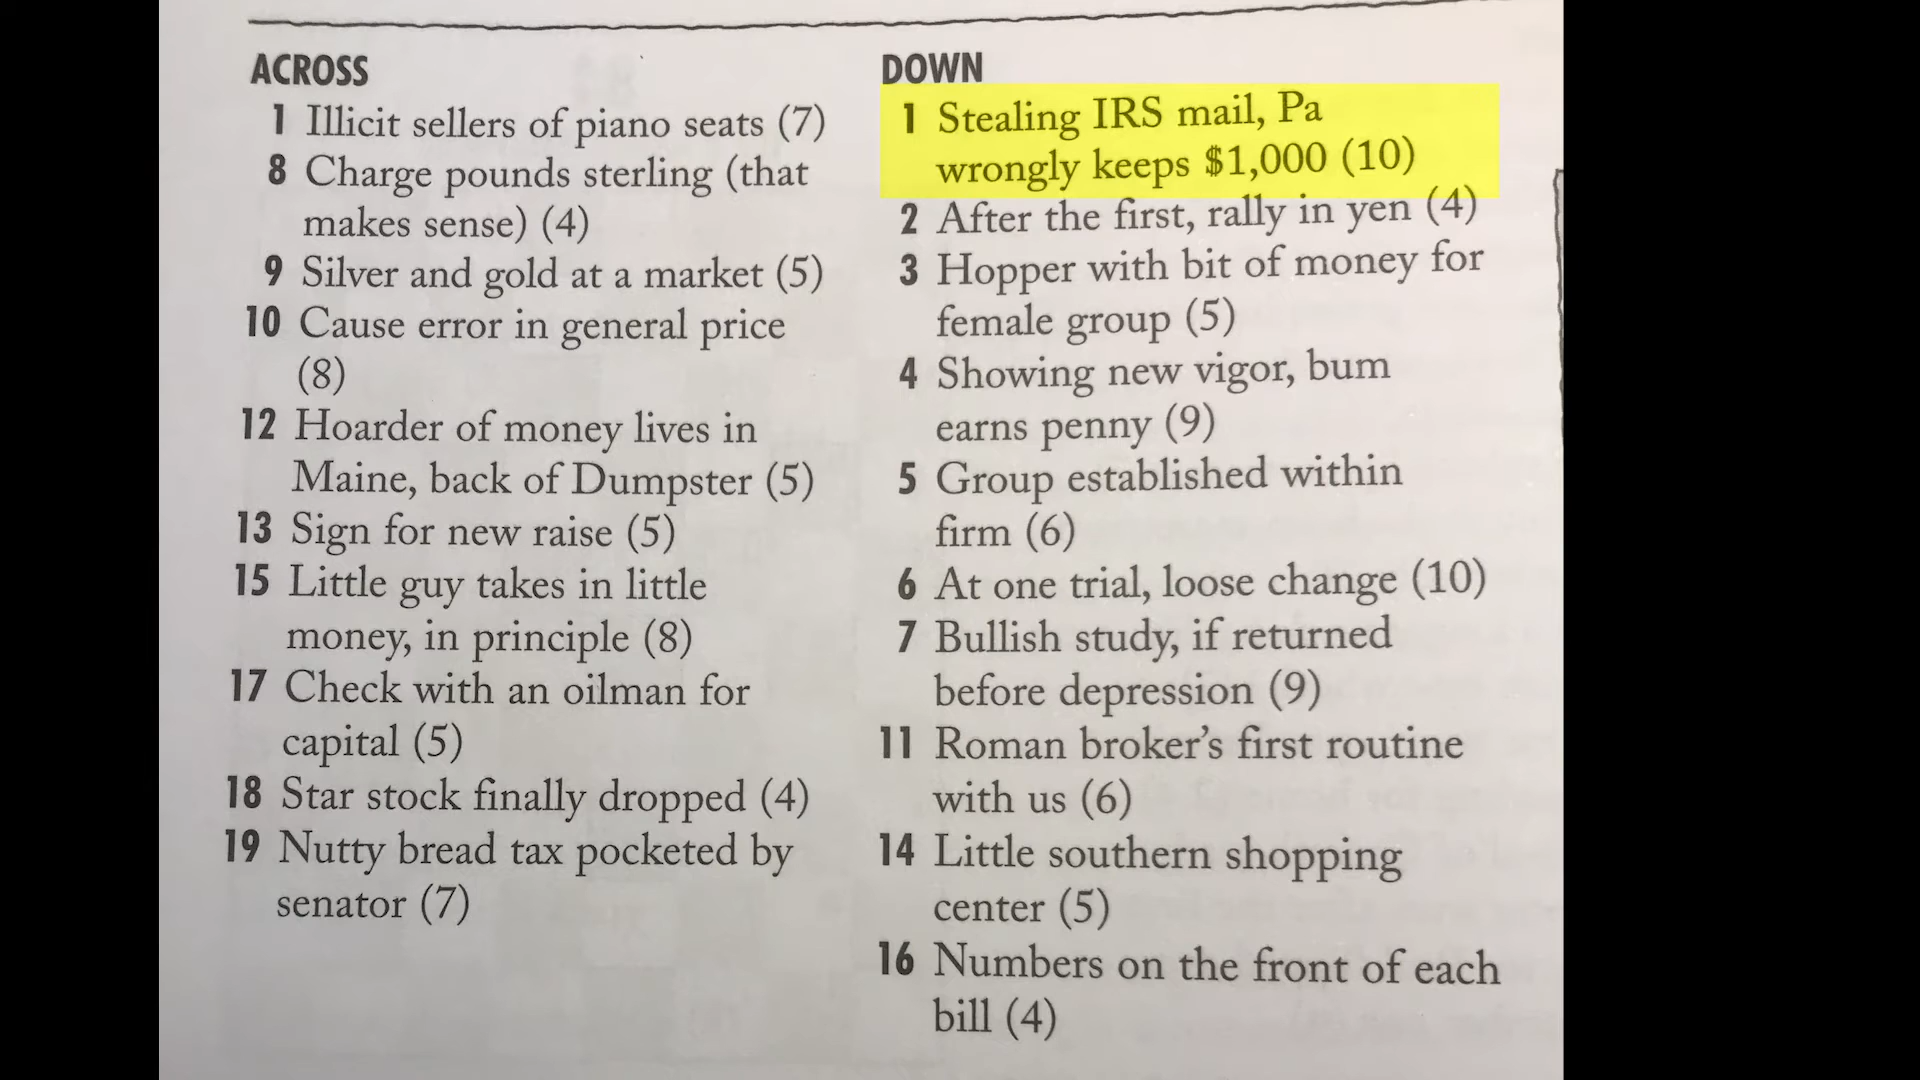 ACROSS
1 Illicit sellers of piano seats (7)
8 Charge pounds sterling (that
makes sense) (4)
9 Silver and gold at a market (5)
10 Cause error in general price
(8)
12 Hoarder of money lives in
Maine, back of Dumpster (5)
13 Sign for new raise (5)
15 Little guy takes in little
money, in principle (8)
17 Check with an oilman for
capital (5)
18 Star stock finally dropped (4)
19 Nutty bread tax pocketed by
senator (7)
DOWN
1 Stealing IRS mail, Pa
wrongly keeps $1,000 (10)
2 After the first, rally in yen (4)
3 Hopper with bit of money for
female group (5)
4 Showing new vigor, bum
earns penny (9)
5 Group established within
firm (6)
6 At one trial, loose change (10)
7 Bullish study, if returned
before depression (9)
11 Roman broker's first routine
with us (6)
14 Little southern shopping
center (5)
16 Numbers on the front of each
bill (4)